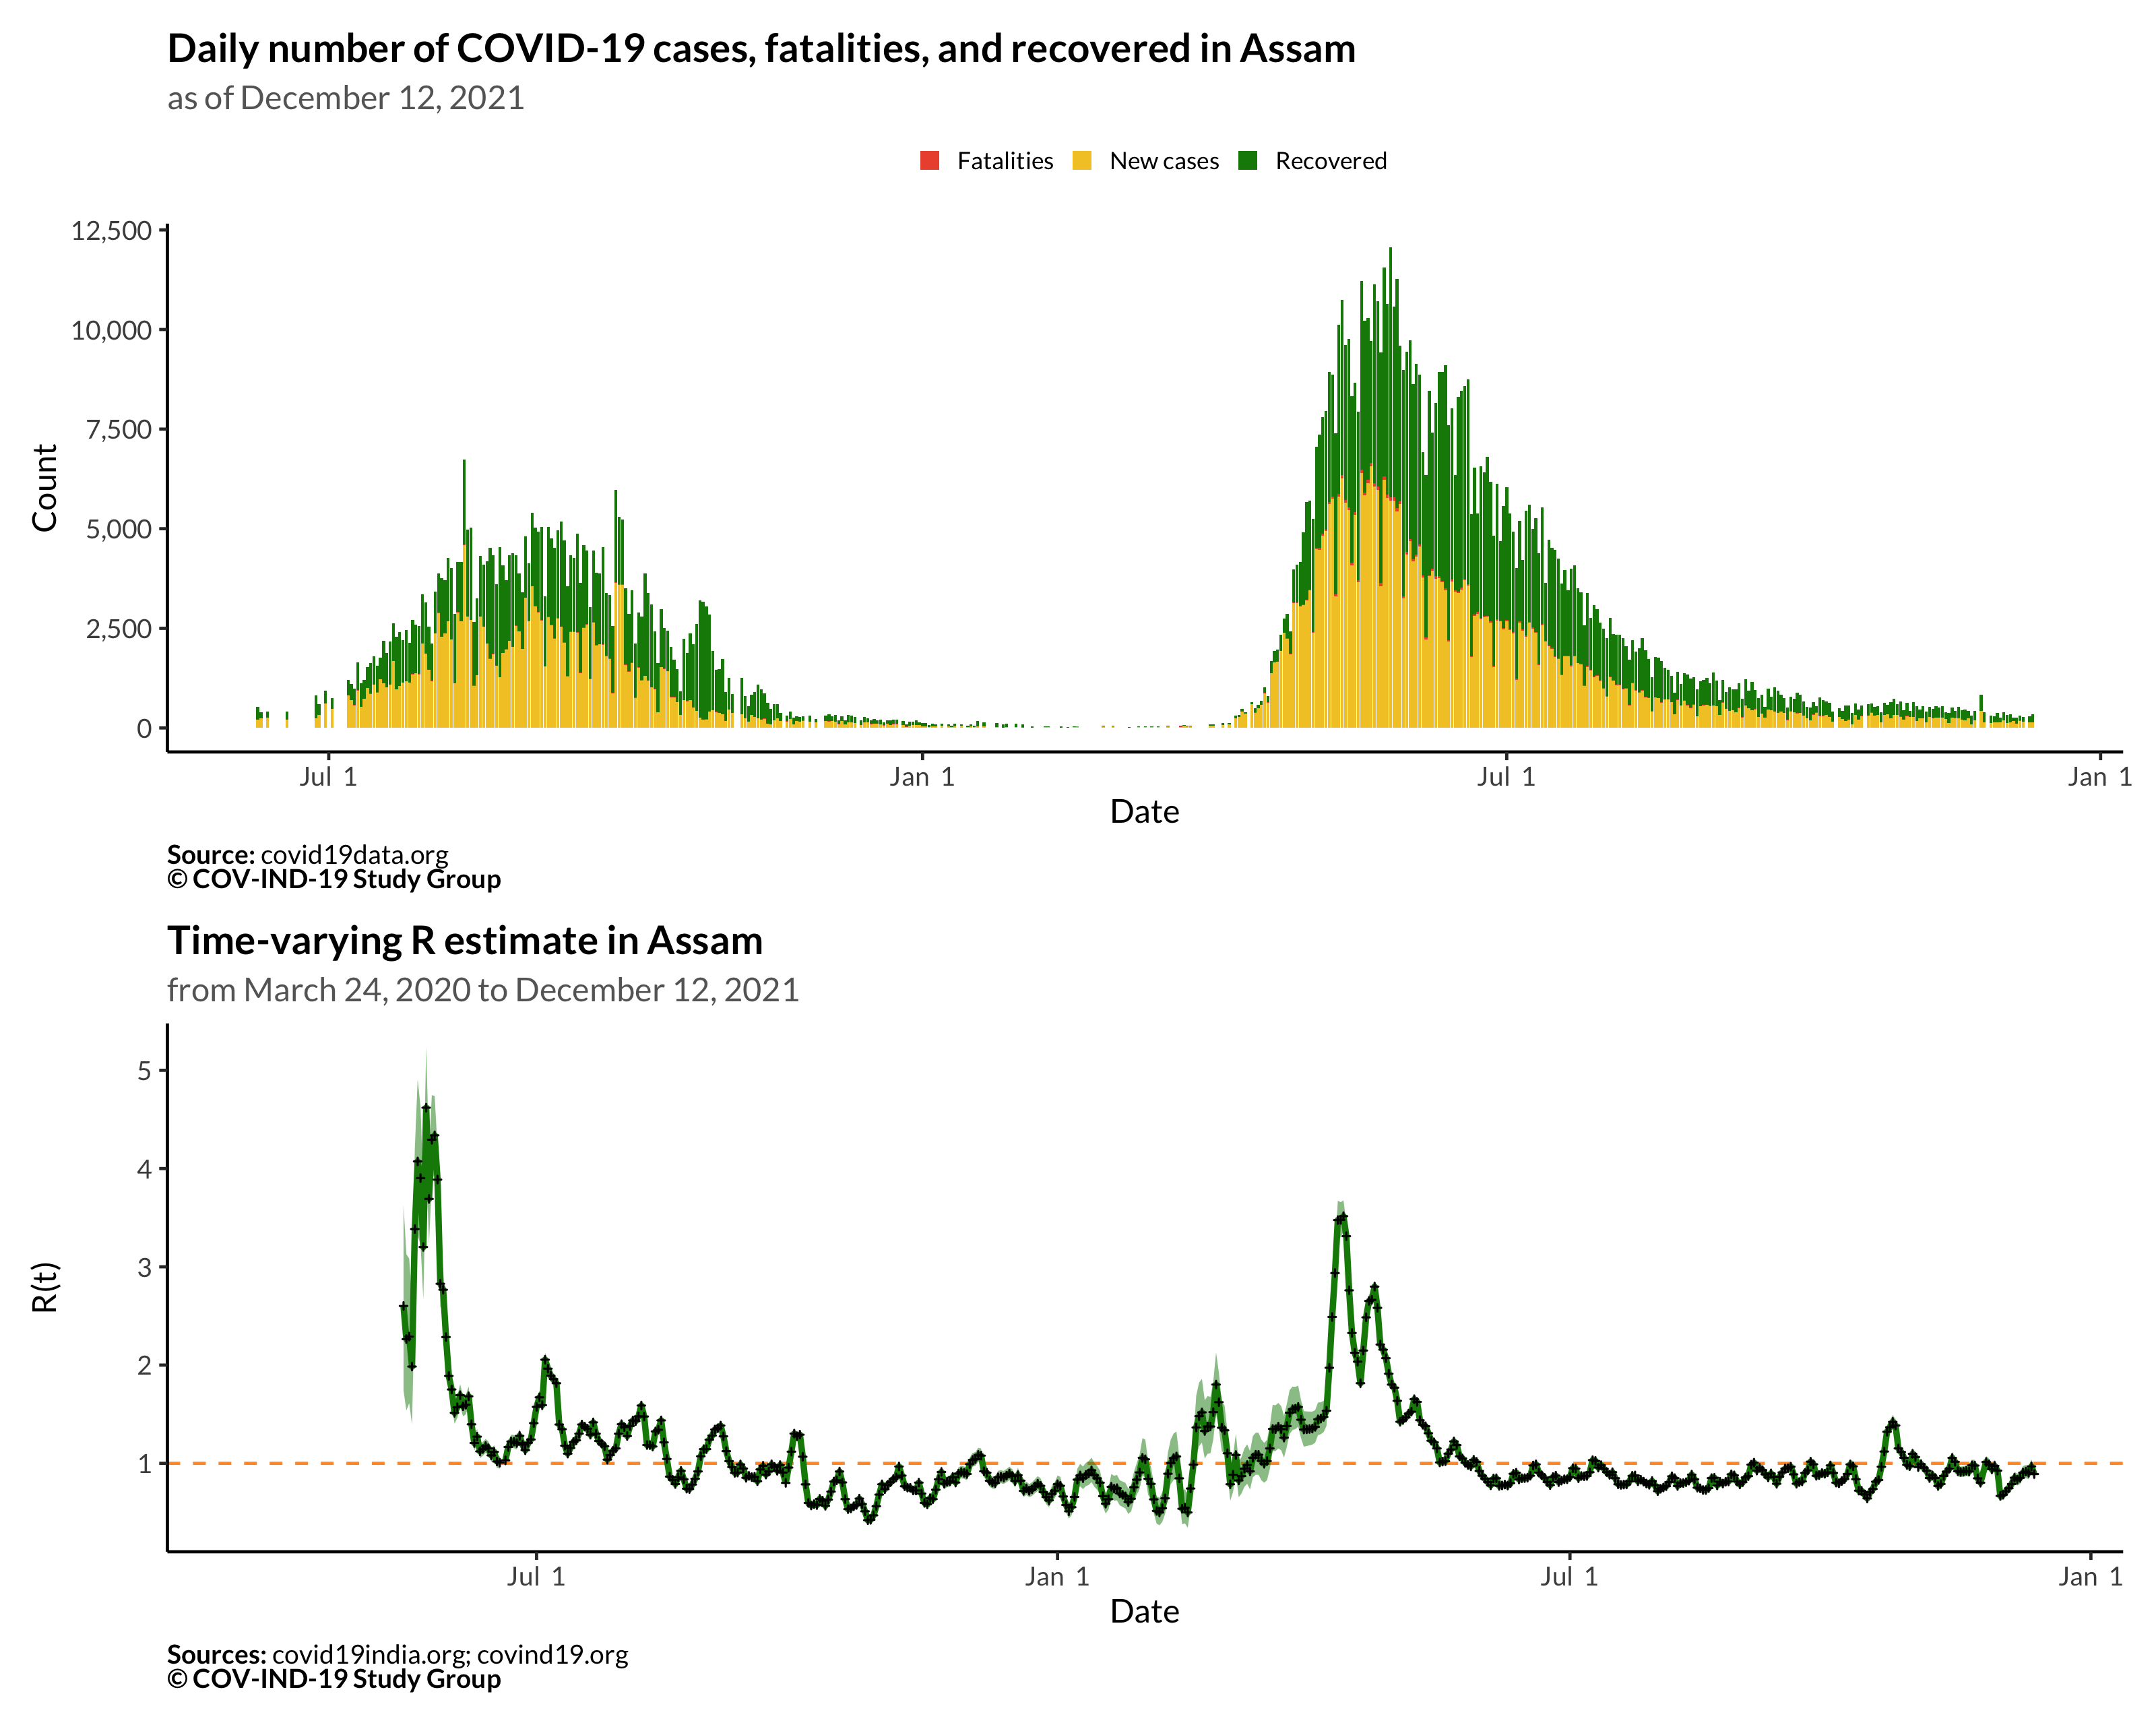 Daily number of COVID-19 cases, fatalities, and recovered in Assam
as of December 12, 2021
Fatalities New cases Recovered
12,500
10,000
7,500
5,000
2,500
0
Count
Jul 1 Jan 1 Jul 1 Jan 1
Date
Source: covid19data.org
© COV-IND-19 Study Group
Time-varying R estimate in Assam
from March 24, 2020 to December 12, 2021
5
4
3
2
1
R(t)
Jul 1 Jan 1 Jul 1 Jan 1
Date
Sources: covid19india.org; covind19.org
© COV-IND-19 Study Group